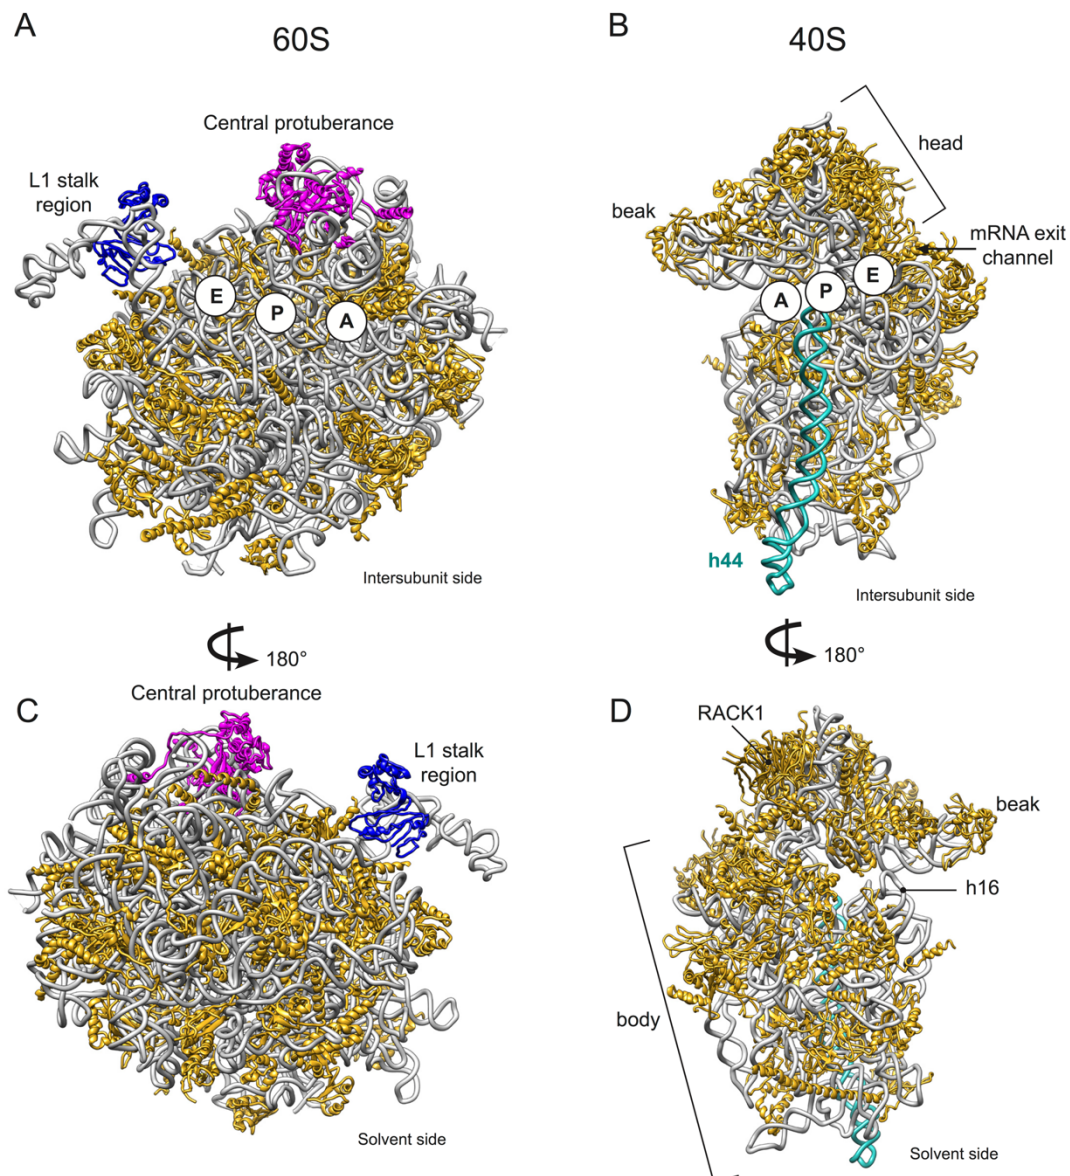 A
60S
Central protuberance
L1 stalk
region
E
P
A
Intersubunit side
180°
B
40S
head
beak
mRNA exit
channel
A
P
E
h44
Intersubunit side
180°
C
Central protuberance
L1 stalk
region
Solvent side
D
RACK1
beak
h16
body
Solvent side